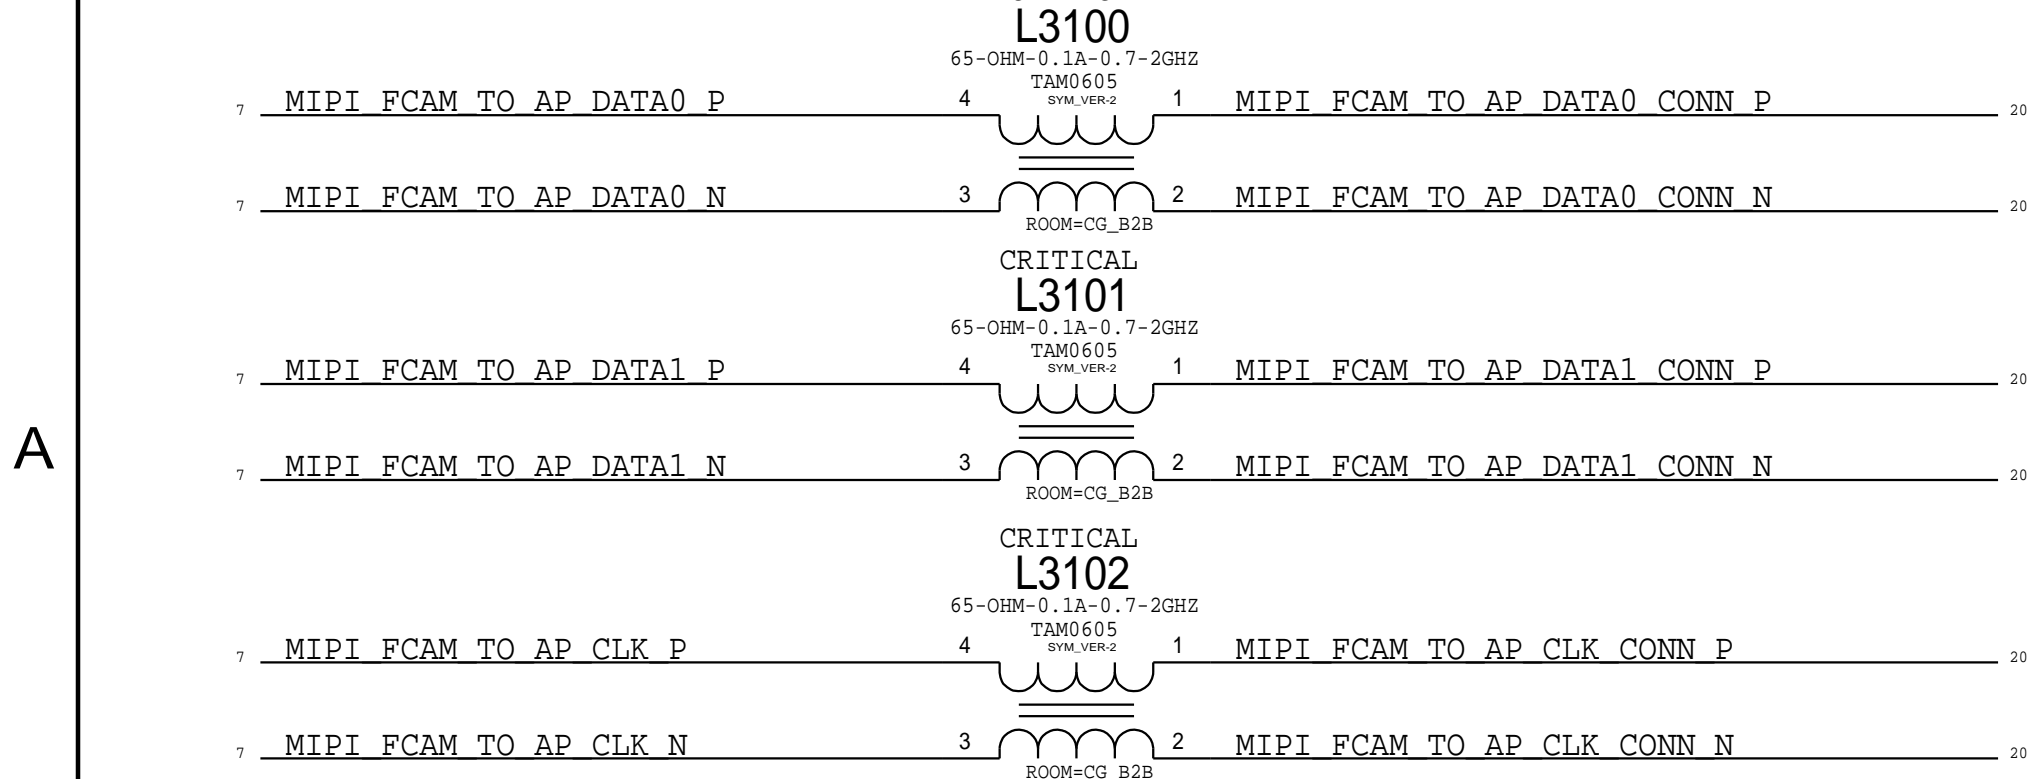 L3100
65-OHM-0.1A-0.7-2GHZ
TAM0605
7 MIPI_FCAM_TO_AP_DATA0_P 4 SYM_VER-2 1 MIPI_FCAM_TO_AP_DATA0_CONN_P 20
7 MIPI_FCAM_TO_AP_DATA0_N 3 2 MIPI_FCAM_TO_AP_DATA0_CONN_N 20
ROOM=CG_B2B
CRITICAL
L3101
65-OHM-0.1A-0.7-2GHZ
TAM0605
7 MIPI_FCAM_TO_AP_DATA1_P 4 SYM_VER-2 1 MIPI_FCAM_TO_AP_DATA1_CONN_P 20
A
7 MIPI_FCAM_TO_AP_DATA1_N 3 2 MIPI_FCAM_TO_AP_DATA1_CONN_N 20
ROOM=CG_B2B
CRITICAL
L3102
65-OHM-0.1A-0.7-2GHZ
TAM0605
7 MIPI_FCAM_TO_AP_CLK_P 4 SYM_VER-2 1 MIPI_FCAM_TO_AP_CLK_CONN_P 20
7 MIPI_FCAM_TO_AP_CLK_N 3 2 MIPI_FCAM_TO_AP_CLK_CONN_N 20
ROOM=CG_B2B